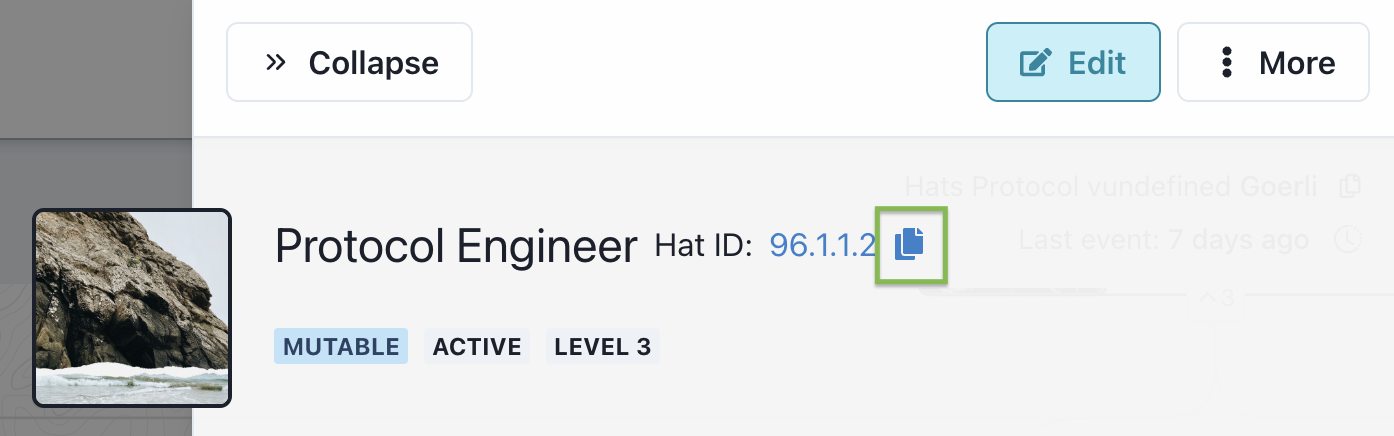 Collapse
Edit
More
Hats Protocol vundefined Goerli
Protocol Engineer Hat ID: 96.1.1.2
Last event: 7 days ago
^3
MUTABLE ACTIVE LEVEL 3